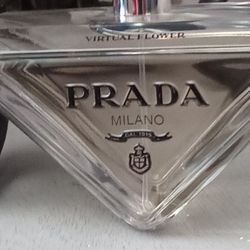 VIRTUAL FLOWER
PRADA
MILANO
DAL 1913